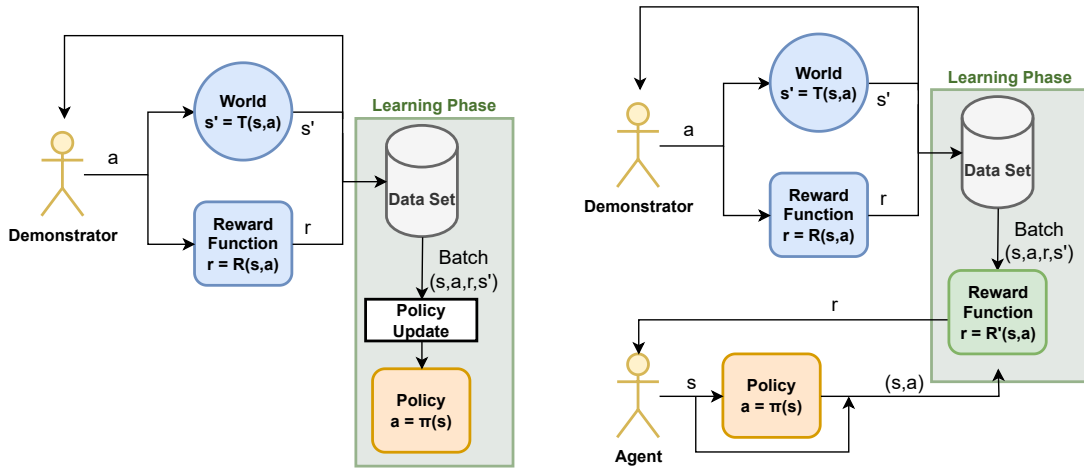 World
s' = T(s,a)
s'
Learning Phase
a
Data Set
Demonstrator
Reward
Function
r = R(s,a)
r
Batch
(s,a,r,s')
Policy
Update
Policy
a = π(s)
World
s' = T(s,a)
s'
Learning Phase
a
Data Set
Demonstrator
Reward
Function
r = R(s,a)
r
Batch
(s,a,r,s')
Reward
Function
r = R'(s,a)
r
s
Policy
a = π(s)
(s,a)
Agent